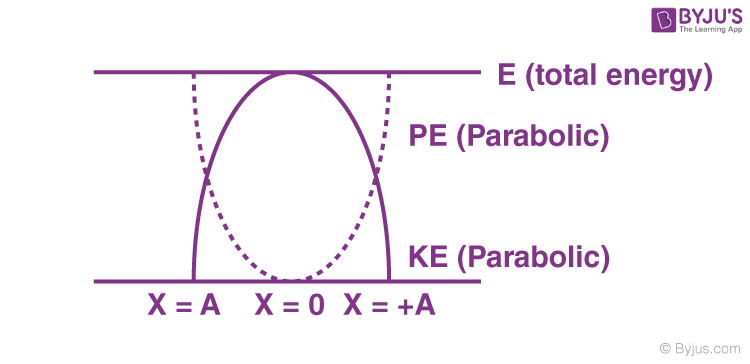 BYJU'S
The Learning App
E (total energy)
PE (Parabolic)
KE (Parabolic)
X = A X = 0 X = +A
© Byjus.com